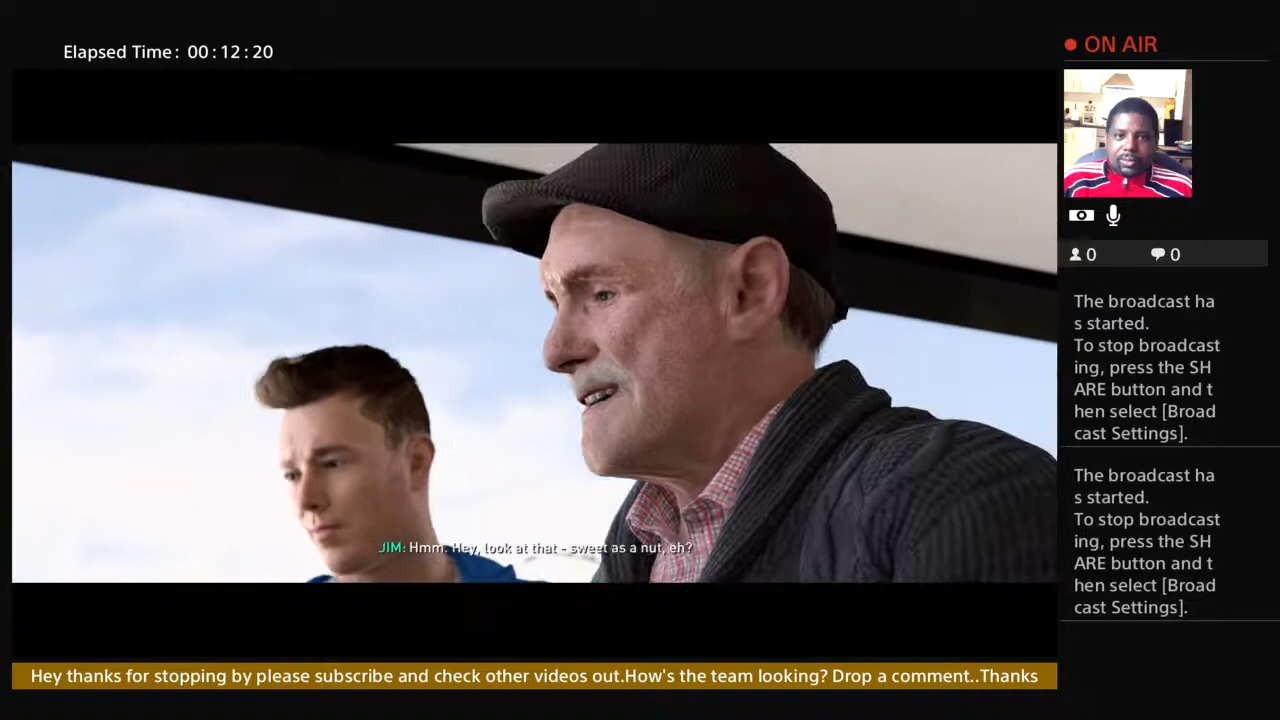 Elapsed Time: 00:12:20
ON AIR
0 0
The broadcast ha
s started.
To stop broadcast
ing, press the SH
ARE button and t
hen select [Broad
cast Settings].
The broadcast ha
s started.
To stop broadcast
ing, press the SH
ARE button and t
hen select [Broad
cast Settings].
JIM: Hmm. Hey, look at that - sweet as a nut, eh?
Hey thanks for stopping by please subscribe and check other videos out.How's the team looking? Drop a comment..Thanks